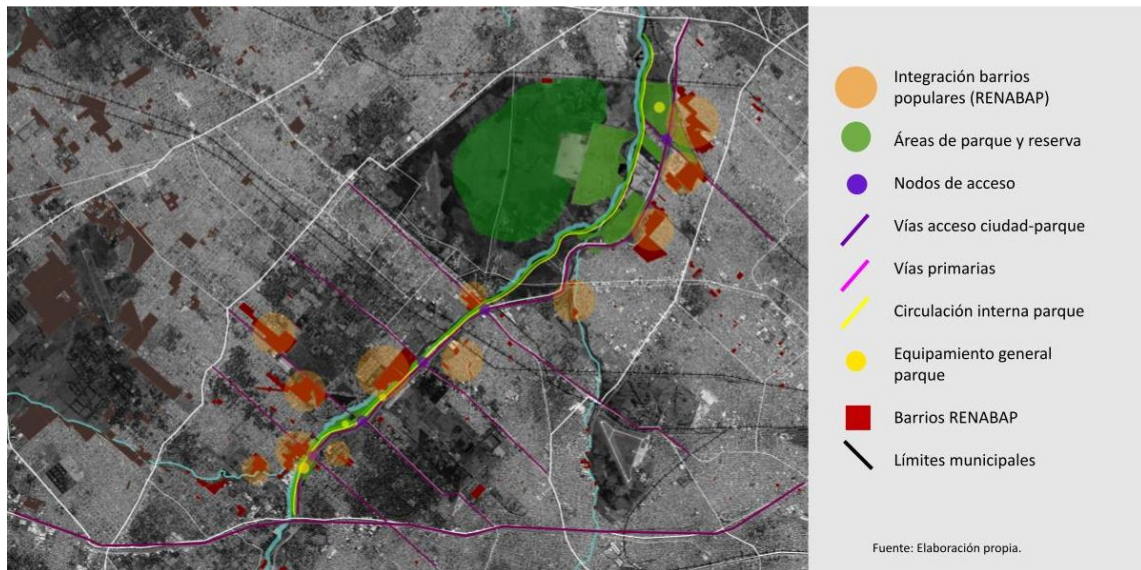 Integración barrios
populares (RENABAP)
Áreas de parque y reserva
Nodos de acceso
Vías acceso ciudad-parque
Vías primarias
Circulación interna parque
Equipamiento general
parque
Barrios RENABAP
Límites municipales
Fuente: Elaboración propia.